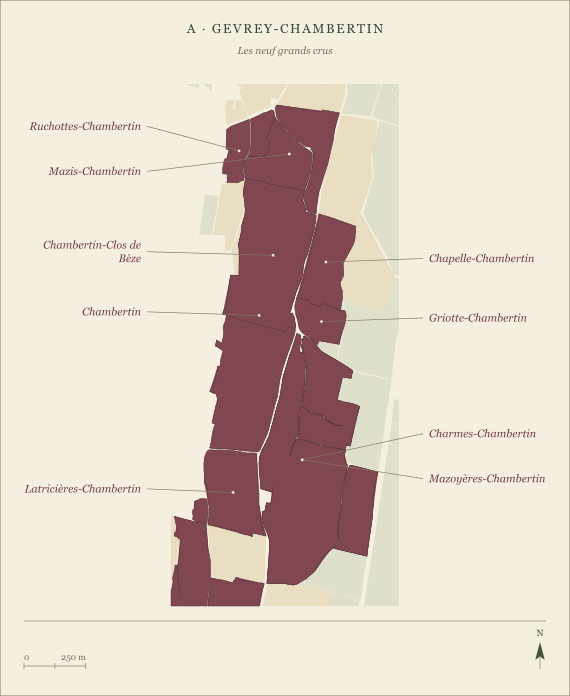 A · GEVREY-CHAMBERTIN
Les neuf grands crus
Ruchottes-Chambertin
Mazis-Chambertin
Chambertin-Clos de
Bèze
Chapelle-Chambertin
Chambertin
Griotte-Chambertin
Charmes-Chambertin
Mazoyères-Chambertin
Latricières-Chambertin
N
0 250 m